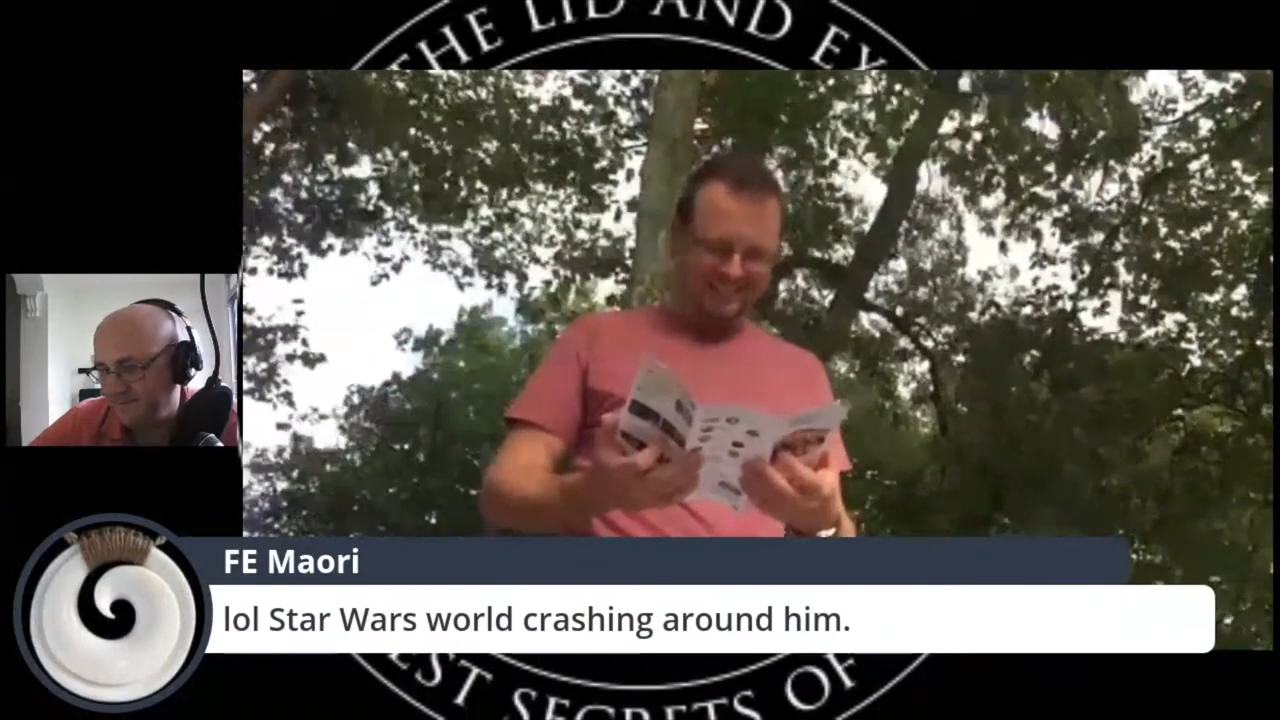 THE LID AND EX
FE Maori
lol Star Wars world crashing around him.
EST SECRETS OF